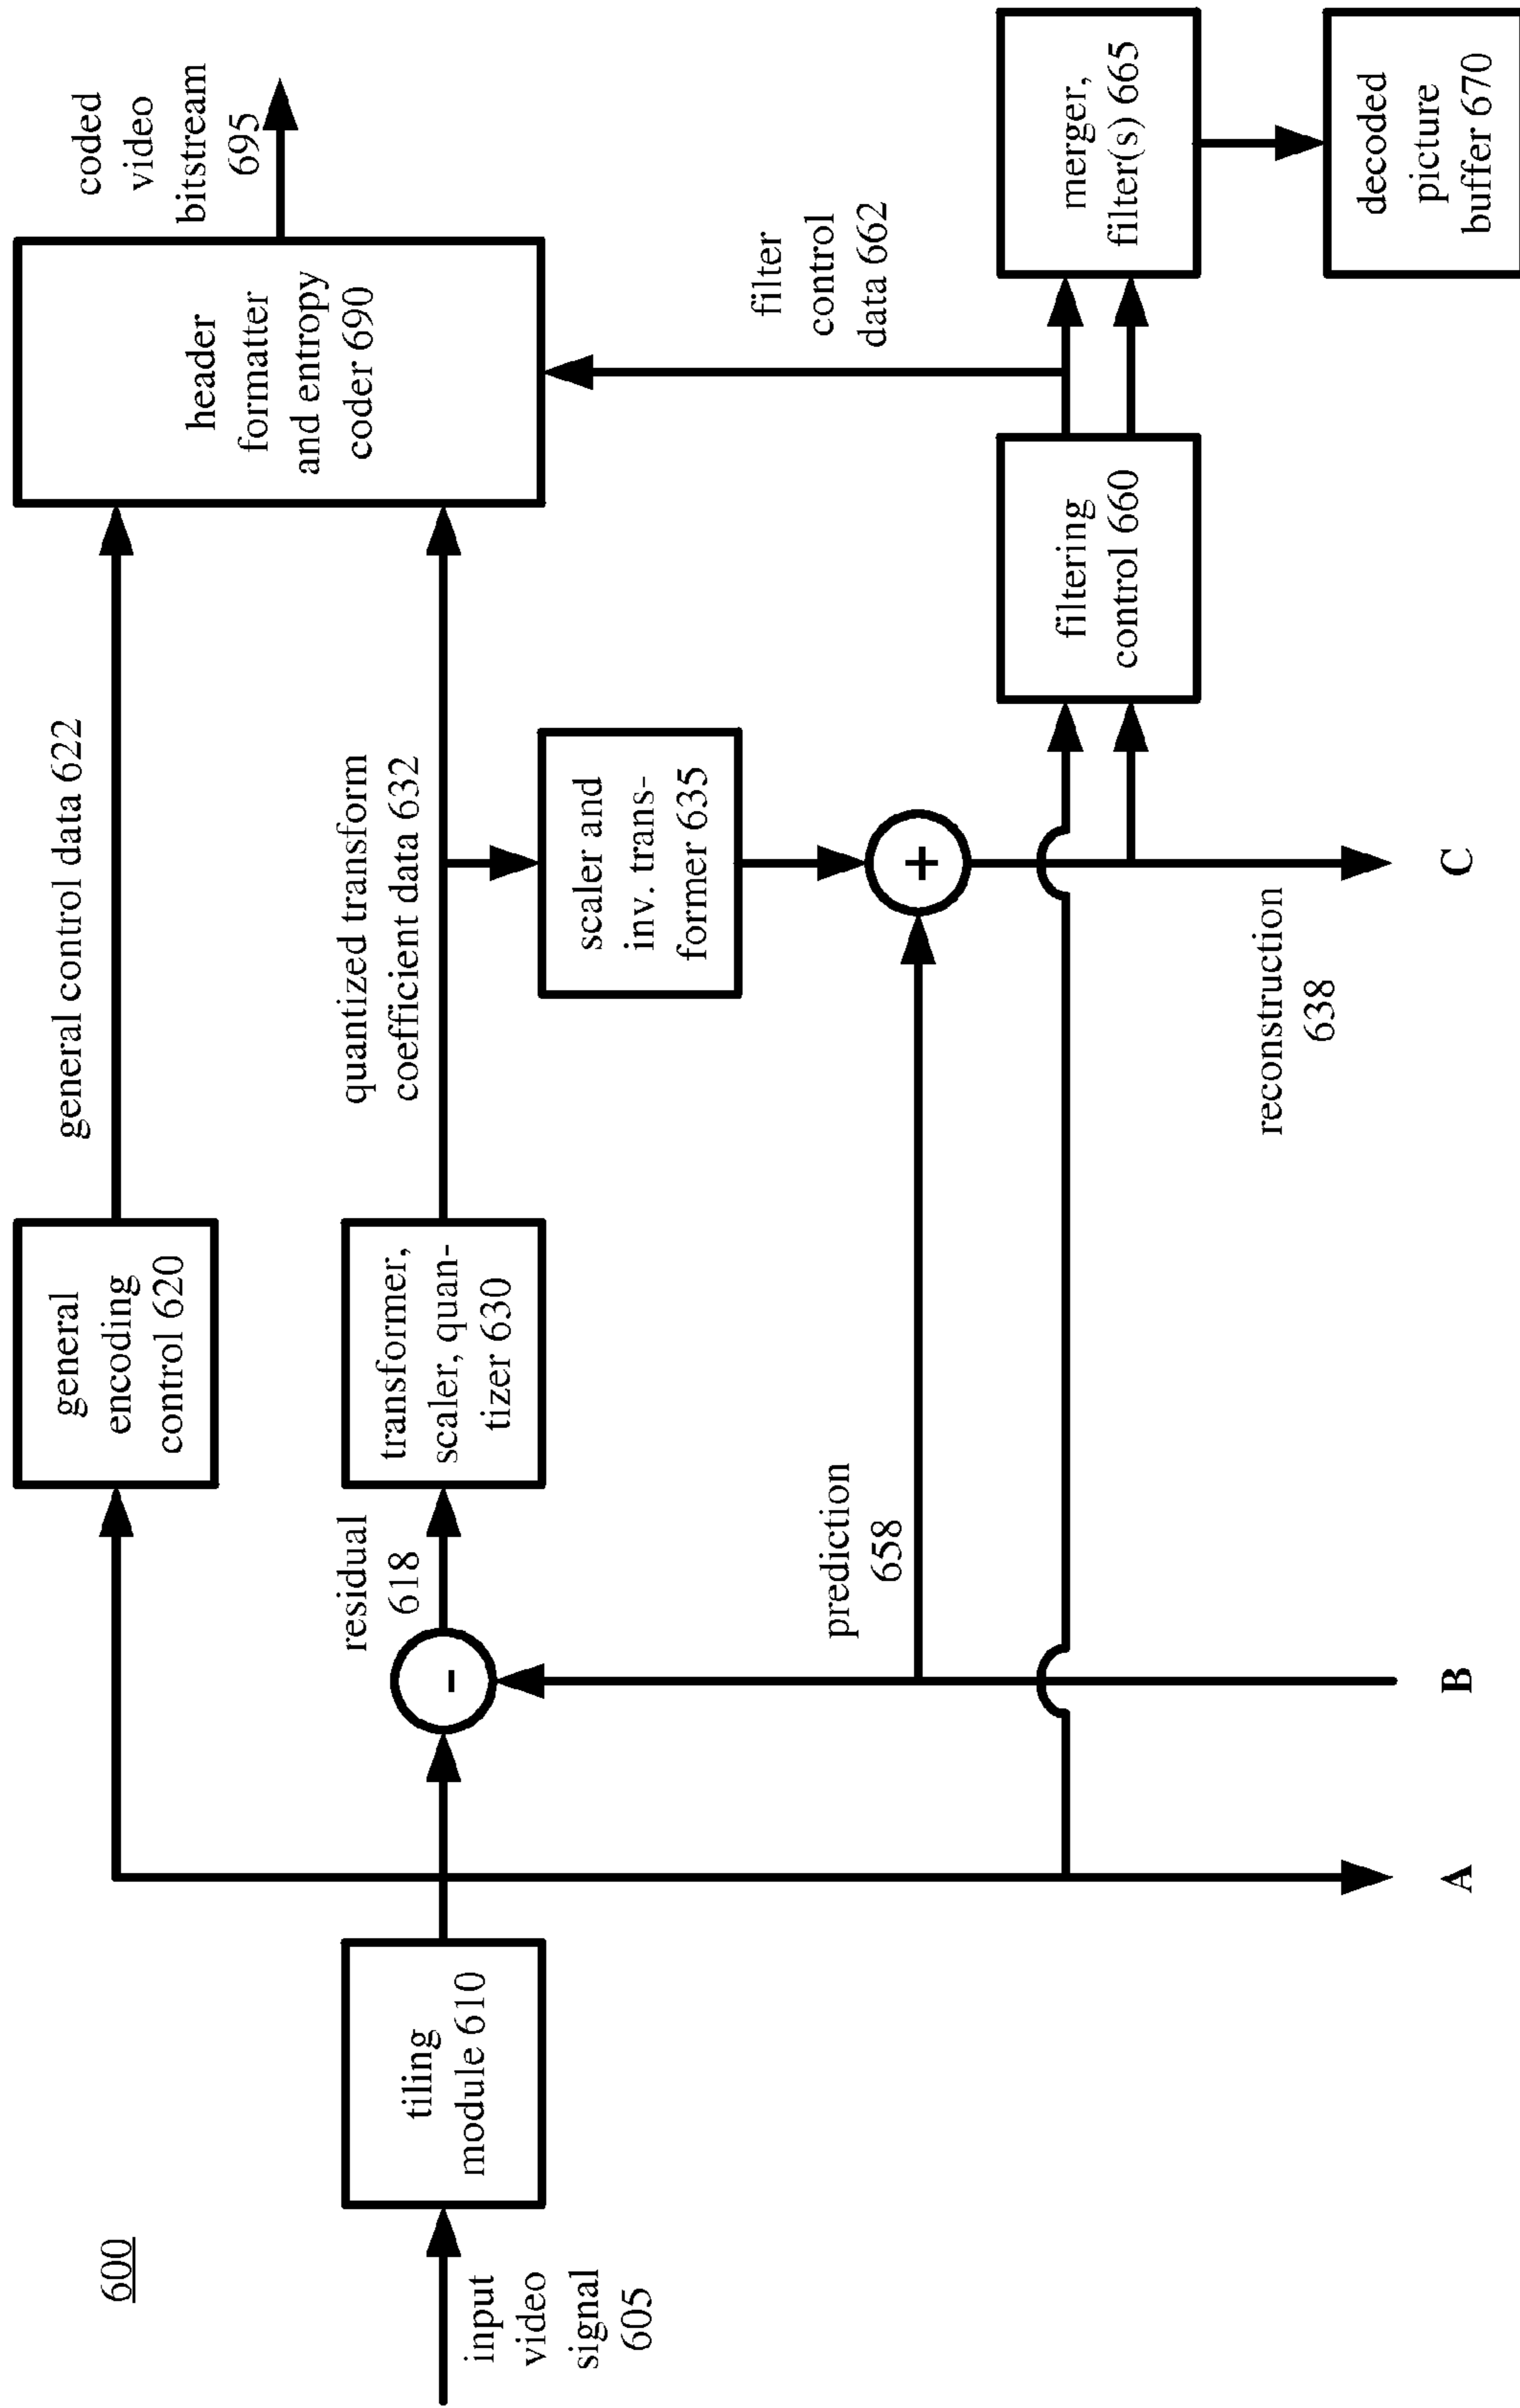 600
input
video
signal
605
tiling
module 610
general
encoding
control 620
general control data 622
residual
618
-
transformer,
scaler, quan-
tizer 630
quantized transform
coefficient data 632
header
formatter
and entropy
coder 690
coded
video
bitstream
695
scaler and
inv. trans-
former 635
prediction
658
+
filter
control
data 662
filtering
control 660
merger,
filter(s) 665
decoded
picture
buffer 670
reconstruction
638
A
B
C